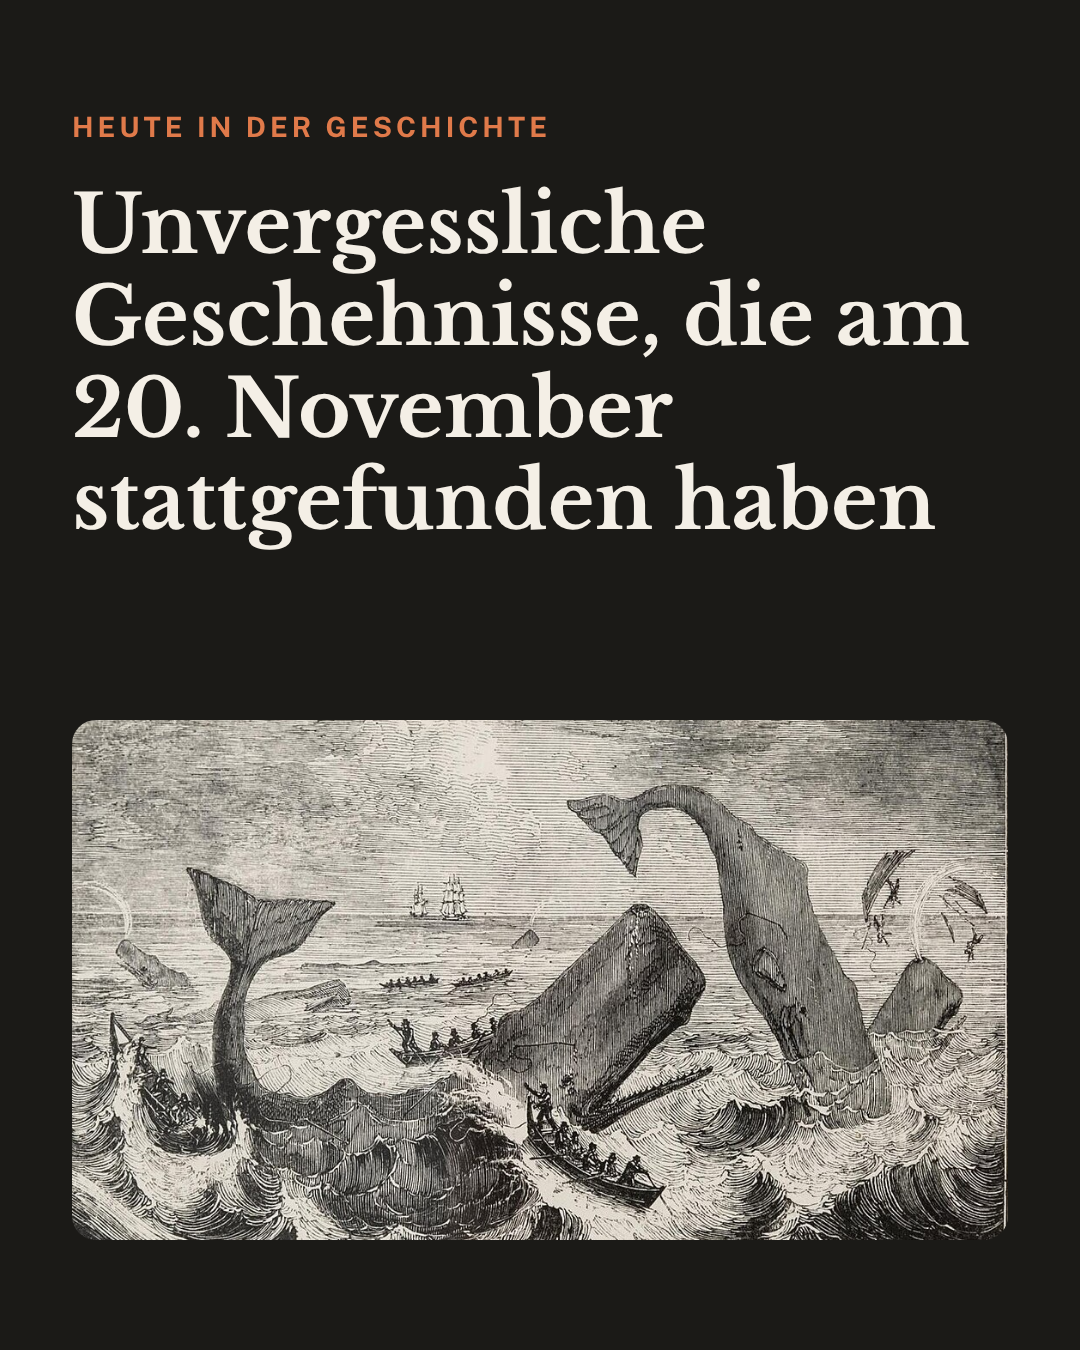 HEUTE IN DER GESCHICHTE
Unvergessliche
Geschehnisse, die am
20. November
stattgefunden haben